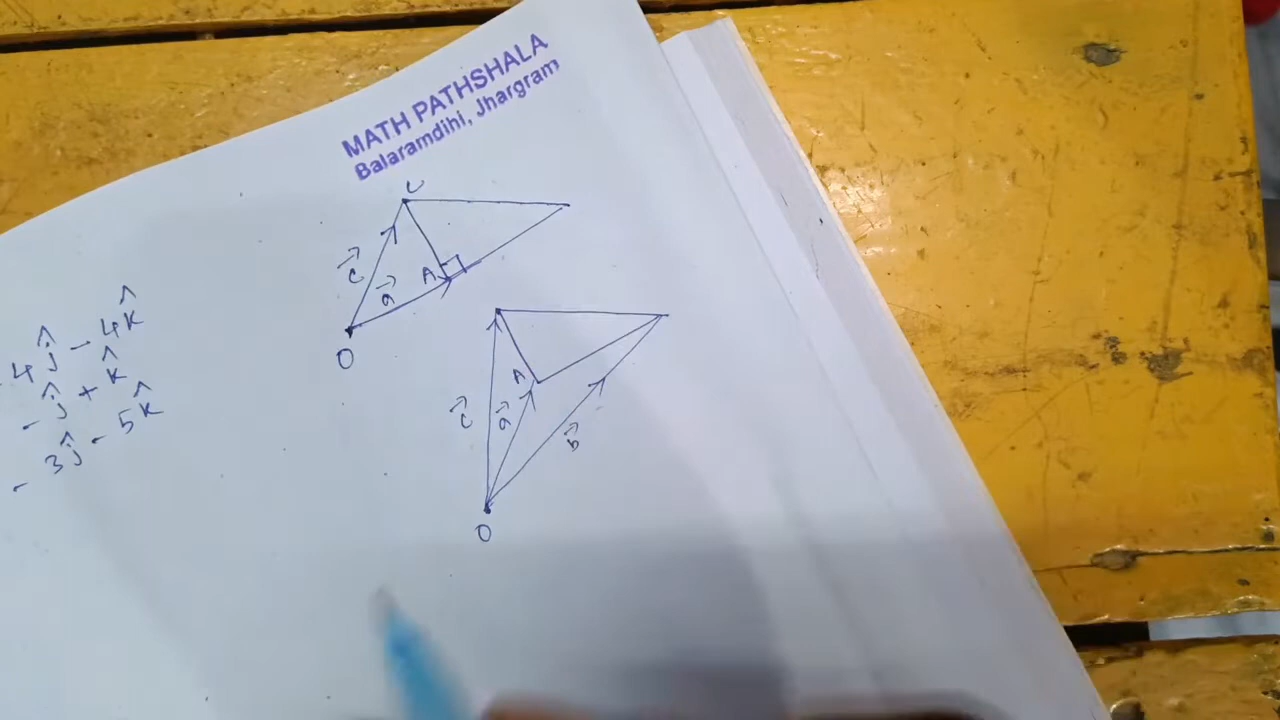 MATH PATHSHALA
Balaramdihi, Jhargram
C
c⃗
a⃗
A
O
4ĵ - 4k̂
- ĵ + k̂
- 3ĵ - 5k̂
A
c⃗
a⃗
b⃗
O